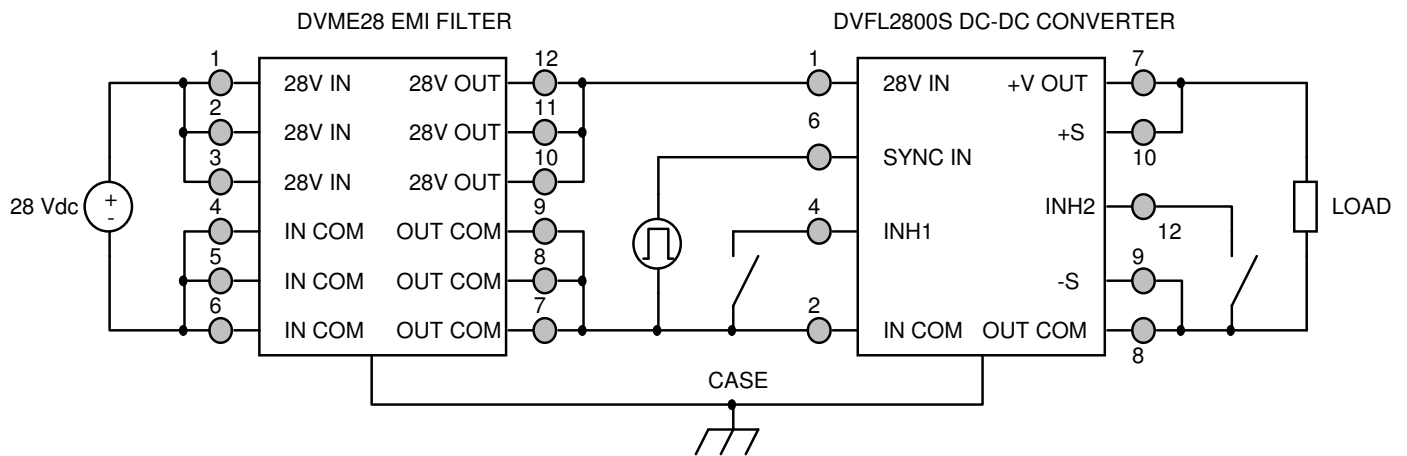 DVME28 EMI FILTER
DVFL2800S DC-DC CONVERTER
1 28V IN 28V OUT 12
2 28V IN 28V OUT 11
3 28V IN 28V OUT 10
4 IN COM OUT COM 9
5 IN COM OUT COM 8
6 IN COM OUT COM 7
28 Vdc
+
-
1 28V IN +V OUT 7
+S 10
6 SYNC IN
4 INH1 INH2 12
-S 9
2 IN COM OUT COM 8
LOAD
CASE